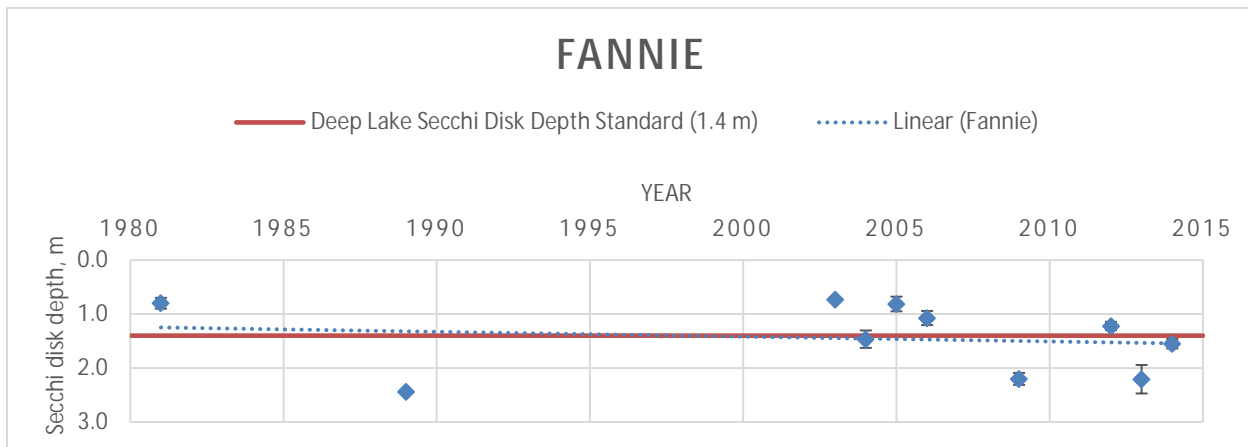 FANNIE
Deep Lake Secchi Disk Depth Standard (1.4 m) Linear (Fannie)
YEAR
1980 1985 1990 1995 2000 2005 2010 2015
Secchi disk depth, m
0.0
1.0
2.0
3.0